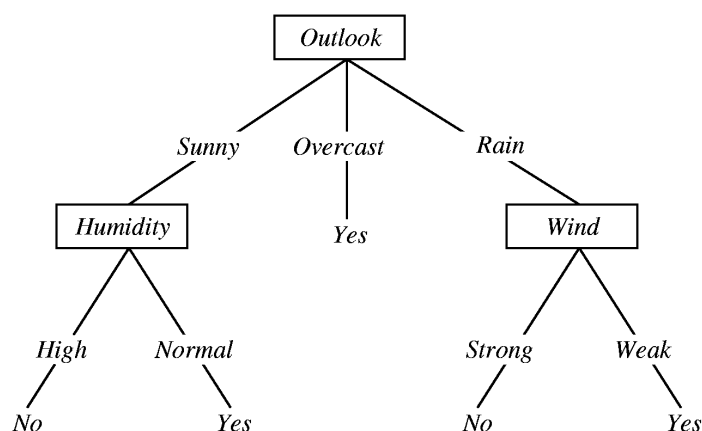 Outlook
Sunny Overcast Rain
Humidity Yes Wind
High Normal Strong Weak
No Yes No Yes